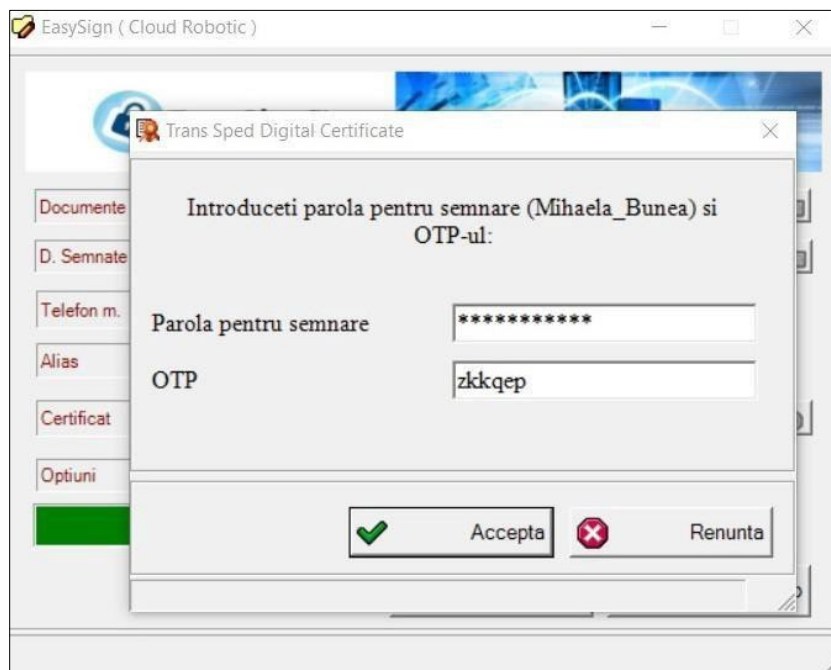 EasySign ( Cloud Robotic )
Trans Sped Digital Certificate
Documente
D. Semnate
Telefon m.
Alias
Certificat
Optiuni
Introduceti parola pentru semnare (Mihaela_Bunea) si
OTP-ul:
Parola pentru semnare
***********
OTP
zkkqep
Accepta
Renunta